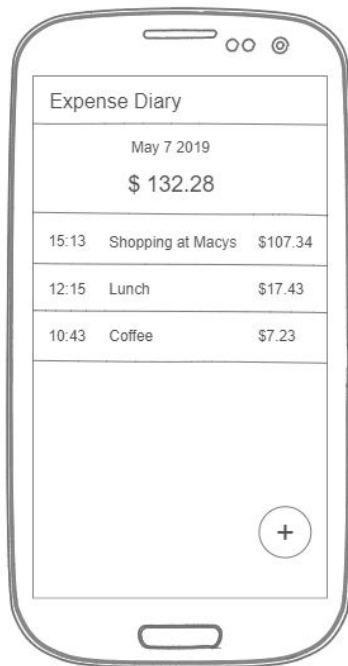 Expense Diary
May 7 2019
$ 132.28
15:13 Shopping at Macys $107.34
12:15 Lunch $17.43
10:43 Coffee $7.23
+